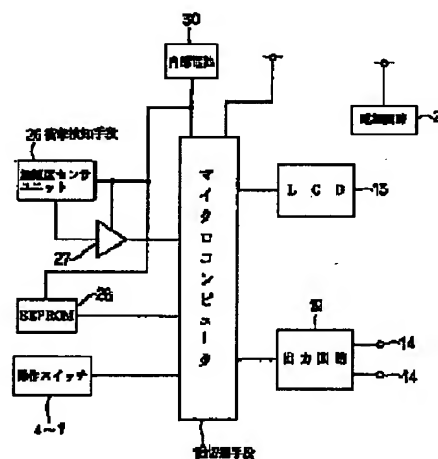 30
内部電源
26 衝撃検知手段
加速度センサ
ユニット
27
EEPROM
28
操作スイッチ
4〜9
マイクロコンピュータ
LCD
13
出力回路
14
14